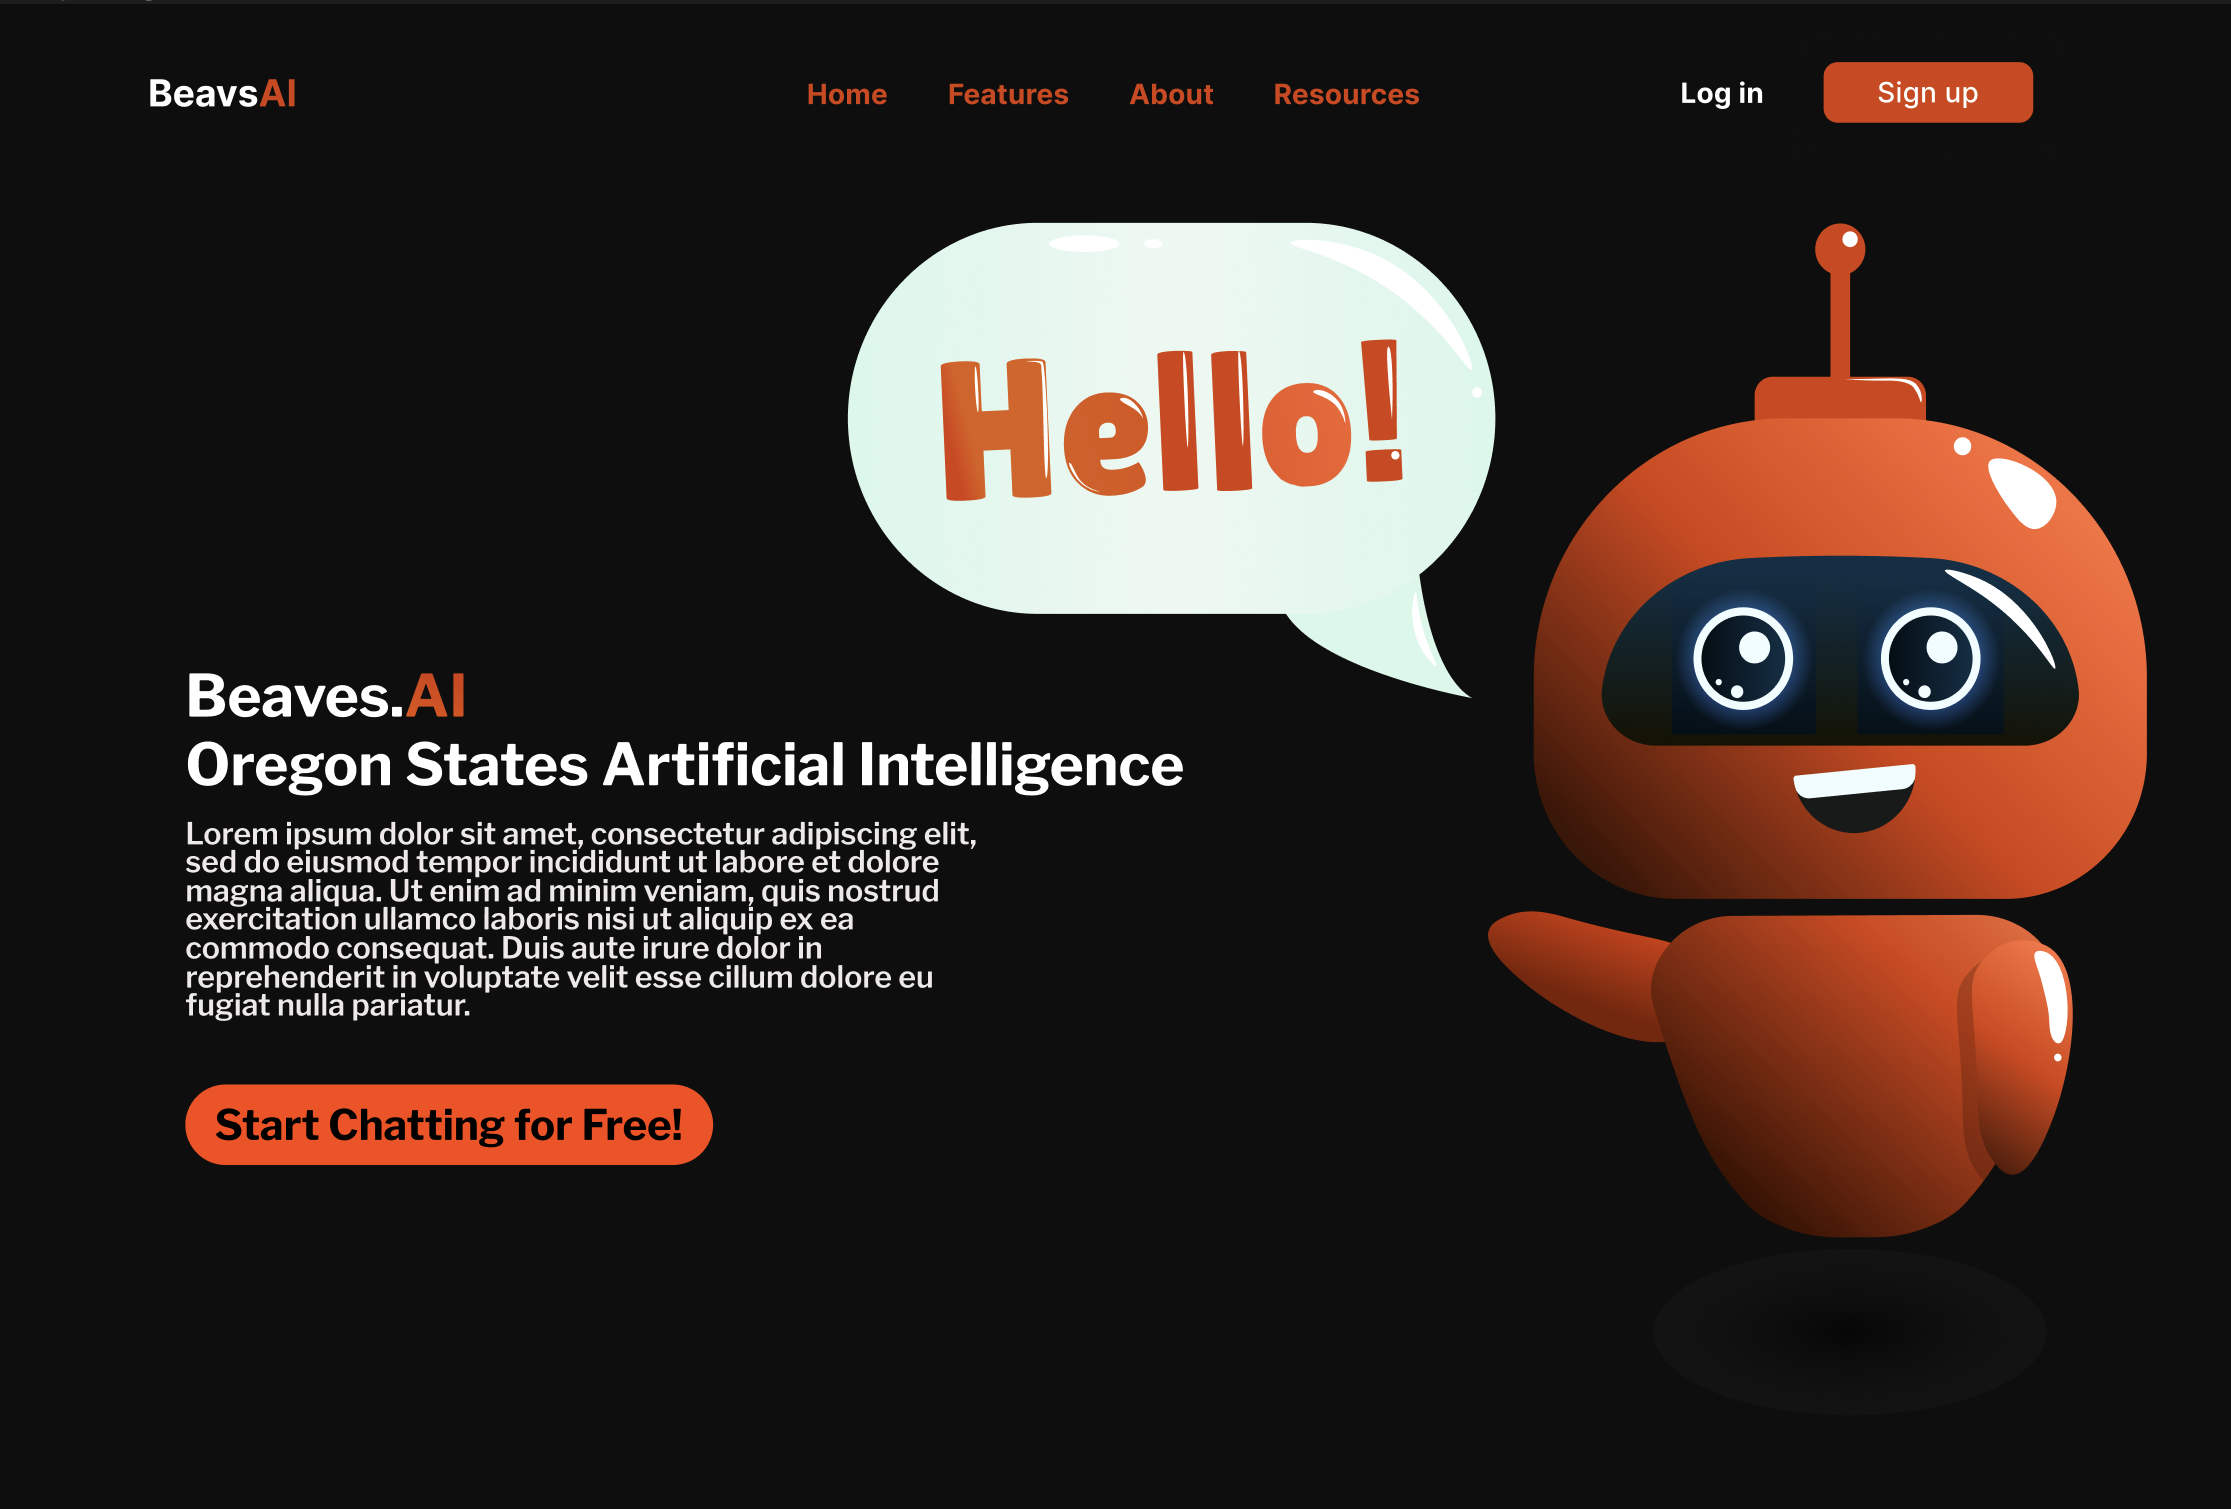 BeavsAI
Home Features About Resources
Log in Sign up
Hello!
Beaves.AI
Oregon States Artificial Intelligence
Lorem ipsum dolor sit amet, consectetur adipiscing elit,
sed do eiusmod tempor incididunt ut labore et dolore
magna aliqua. Ut enim ad minim veniam, quis nostrud
exercitation ullamco laboris nisi ut aliquip ex ea
commodo consequat. Duis aute irure dolor in
reprehenderit in voluptate velit esse cillum dolore eu
fugiat nulla pariatur.
Start Chatting for Free!